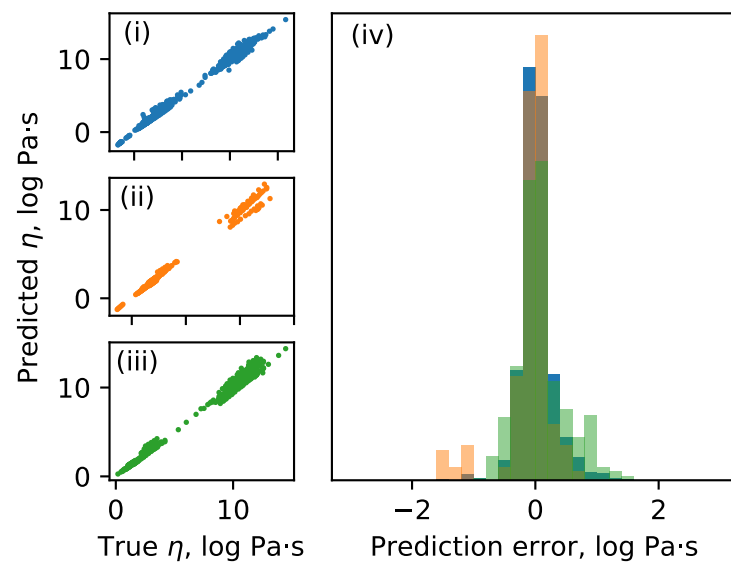 (i)
10
0
(ii)
10
0
(iii)
10
0
0
10
Predicted η, log Pa·s
True η, log Pa·s
(iv)
−2
0
2
Prediction error, log Pa·s